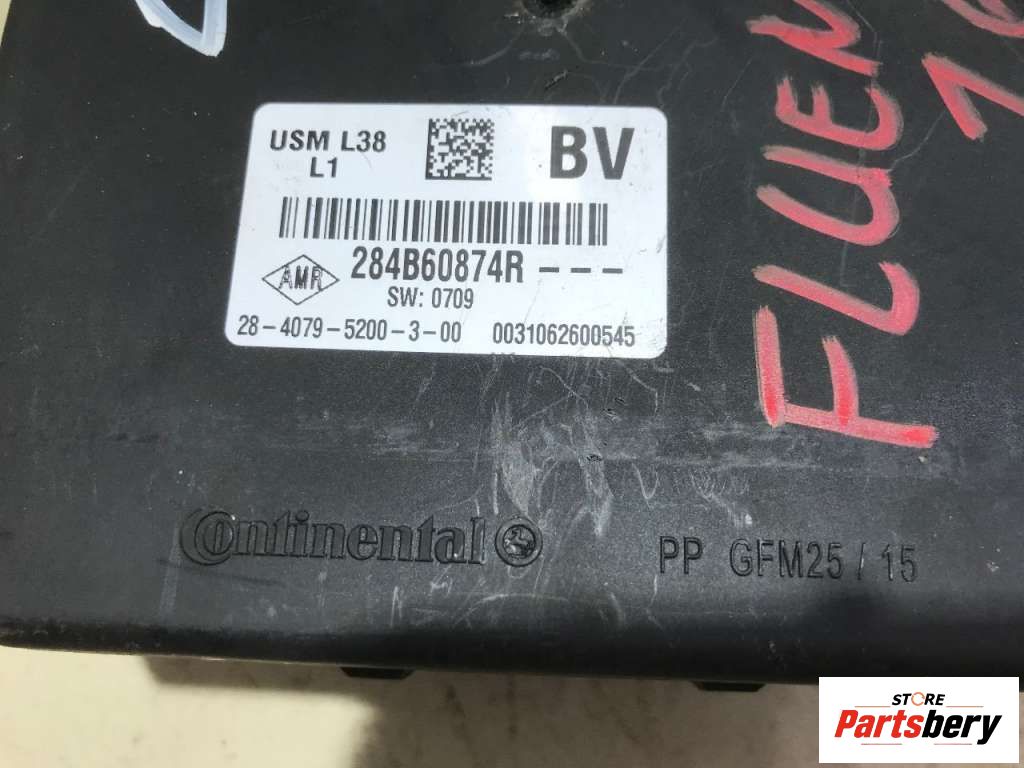 USM L38
L1
BV
284B60874R---
AMR
SW: 0709
28-4079-5200-3-00 0031062600545
Continental
PP GFM25 / 15
FLUEN
STORE
Partsbery